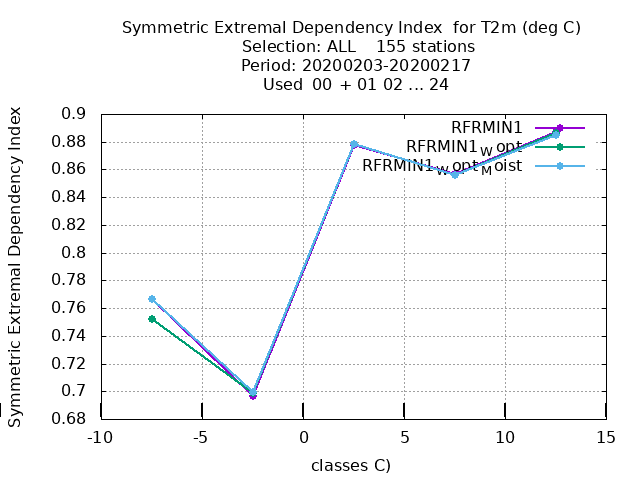 Symmetric Extremal Dependency Index  for T2m (deg C)
Selection: ALL    155 stations
Period: 20200203-20200217
Used  00 + 01 02 ... 24
Symmetric Extremal Dependency Index
0.9
0.88
0.86
0.84
0.82
0.8
0.78
0.76
0.74
0.72
0.7
0.68
RFRMIN1
RFRMIN1Wopt
RFRMIN1WoptMoist
-10 -5 0 5 10 15
classes C)